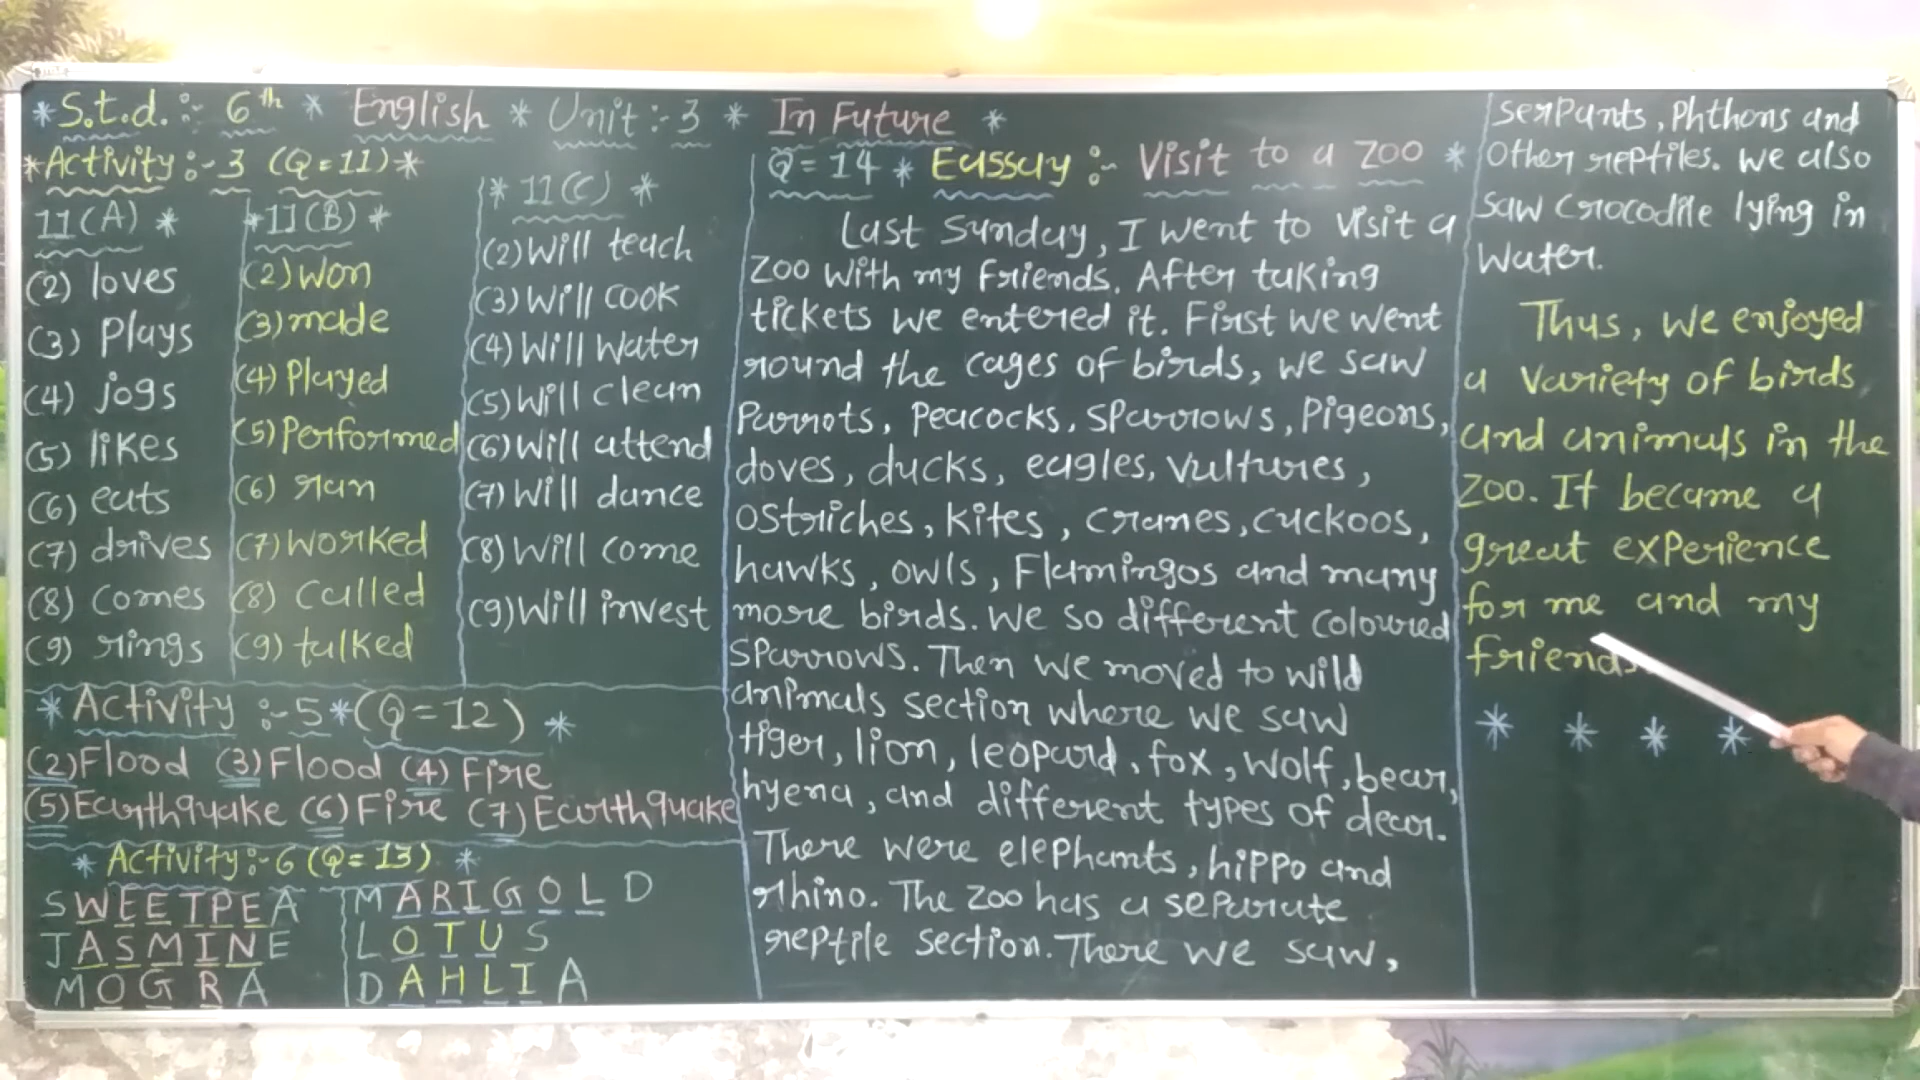 * S.t.d. :- 6th * English * Unit :- 3 * In Future *
* Activity :- 3 (Q = 11) *
11(A) *
(2) loves
(3) Plays
(4) jogs
(5) likes
(6) eats
(7) drives
(8) comes
(9) rings
* 11(B) *
(2) won
(3) made
(4) Played
(5) Performed
(6) ran
(7) worked
(8) called
(9) talked
* 11(C) *
(2) Will teach
(3) Will cook
(4) Will water
(5) Will clean
(6) Will attend
(7) Will dance
(8) Will come
(9) Will invest
* Activity :- 5 * (Q = 12) *
(2) Flood (3) Flood (4) Fire
(5) Earthquake (6) Fire (7) Earthquake
* Activity :- 6 (Q = 13) *
SWEETPEA
JASMINE
MOGRA
MARIGOLD
LOTUS
DAHLIA
Q = 14 * Eassay :- Visit to a Zoo *
Last Sunday, I went to visit a
Zoo with my friends. After taking
tickets we entered it. First we went
round the cages of birds, we saw
Parrots, Peacocks, Sparrows, Pigeons,
doves, ducks, eagles, vultures,
ostriches, kites, cranes, cuckoos,
hawks, owls, Flamingos and many
more birds. We so different coloured
Sparrows. Then we moved to wild
animals section where we saw
tiger, lion, leopard, fox, wolf, bear,
hyena, and different types of decor.
There were elephants, hippo and
rhino. The zoo has a separate
reptile section. There we saw,
serpants, Phthons and
other reptiles. we also
saw crocodile lying in
water.
Thus, we enjoyed
a variety of birds
and animals in the
zoo. It became a
great experience
for me and my
friends
* * * *